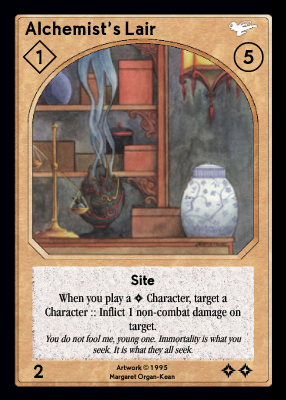 Alchemist's Lair
1
5
Site
When you play a Character, target a
Character :: Inflict 1 non-combat damage on
target.
You do not fool me, young one. Immortality is what you
seek. It is what they all seek.
2
Artwork © 1995
Margaret Organ-Kean